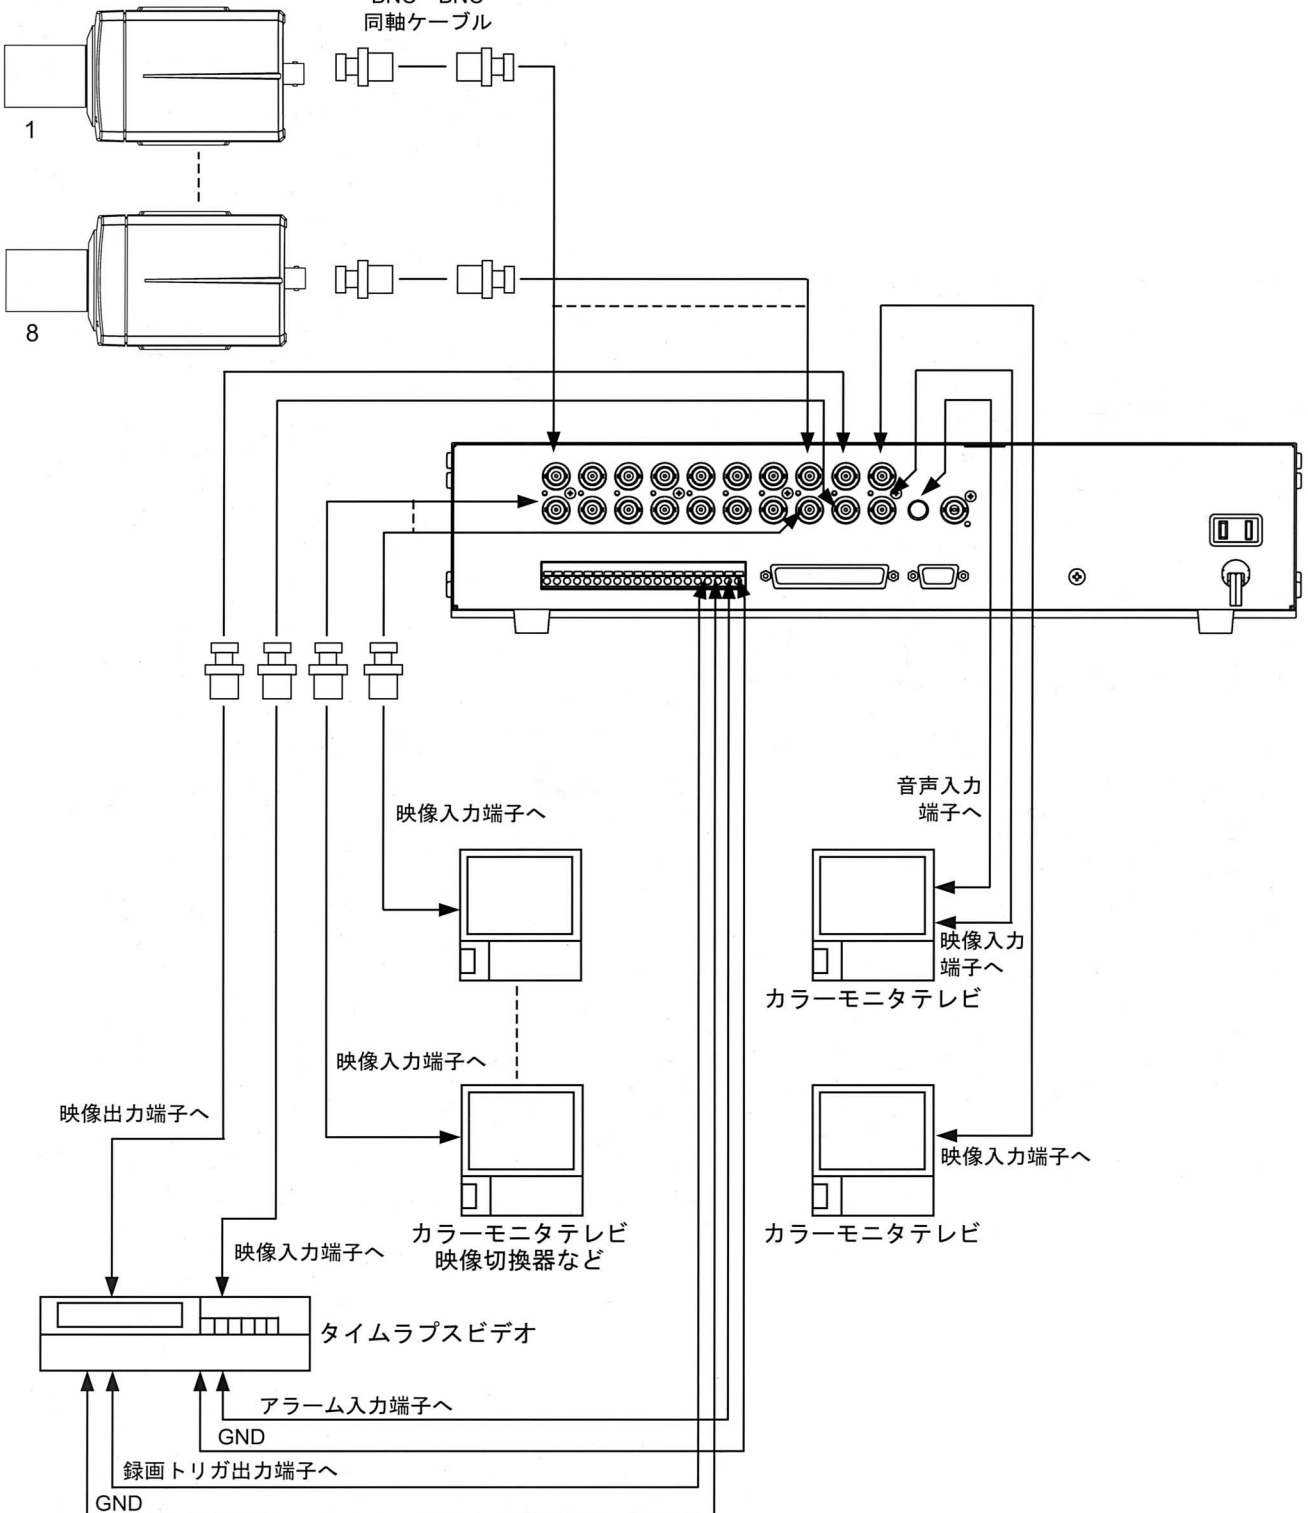 同軸ケーブル
1
8
音声入力
端子へ
映像入力端子へ
映像入力
端子へ
カラーモニタテレビ
映像入力端子へ
映像出力端子へ
映像入力端子へ
カラーモニタテレビ
映像切換器など
カラーモニタテレビ
映像入力端子へ
タイムラプスビデオ
アラーム入力端子へ
GND
録画トリガ出力端子へ
GND